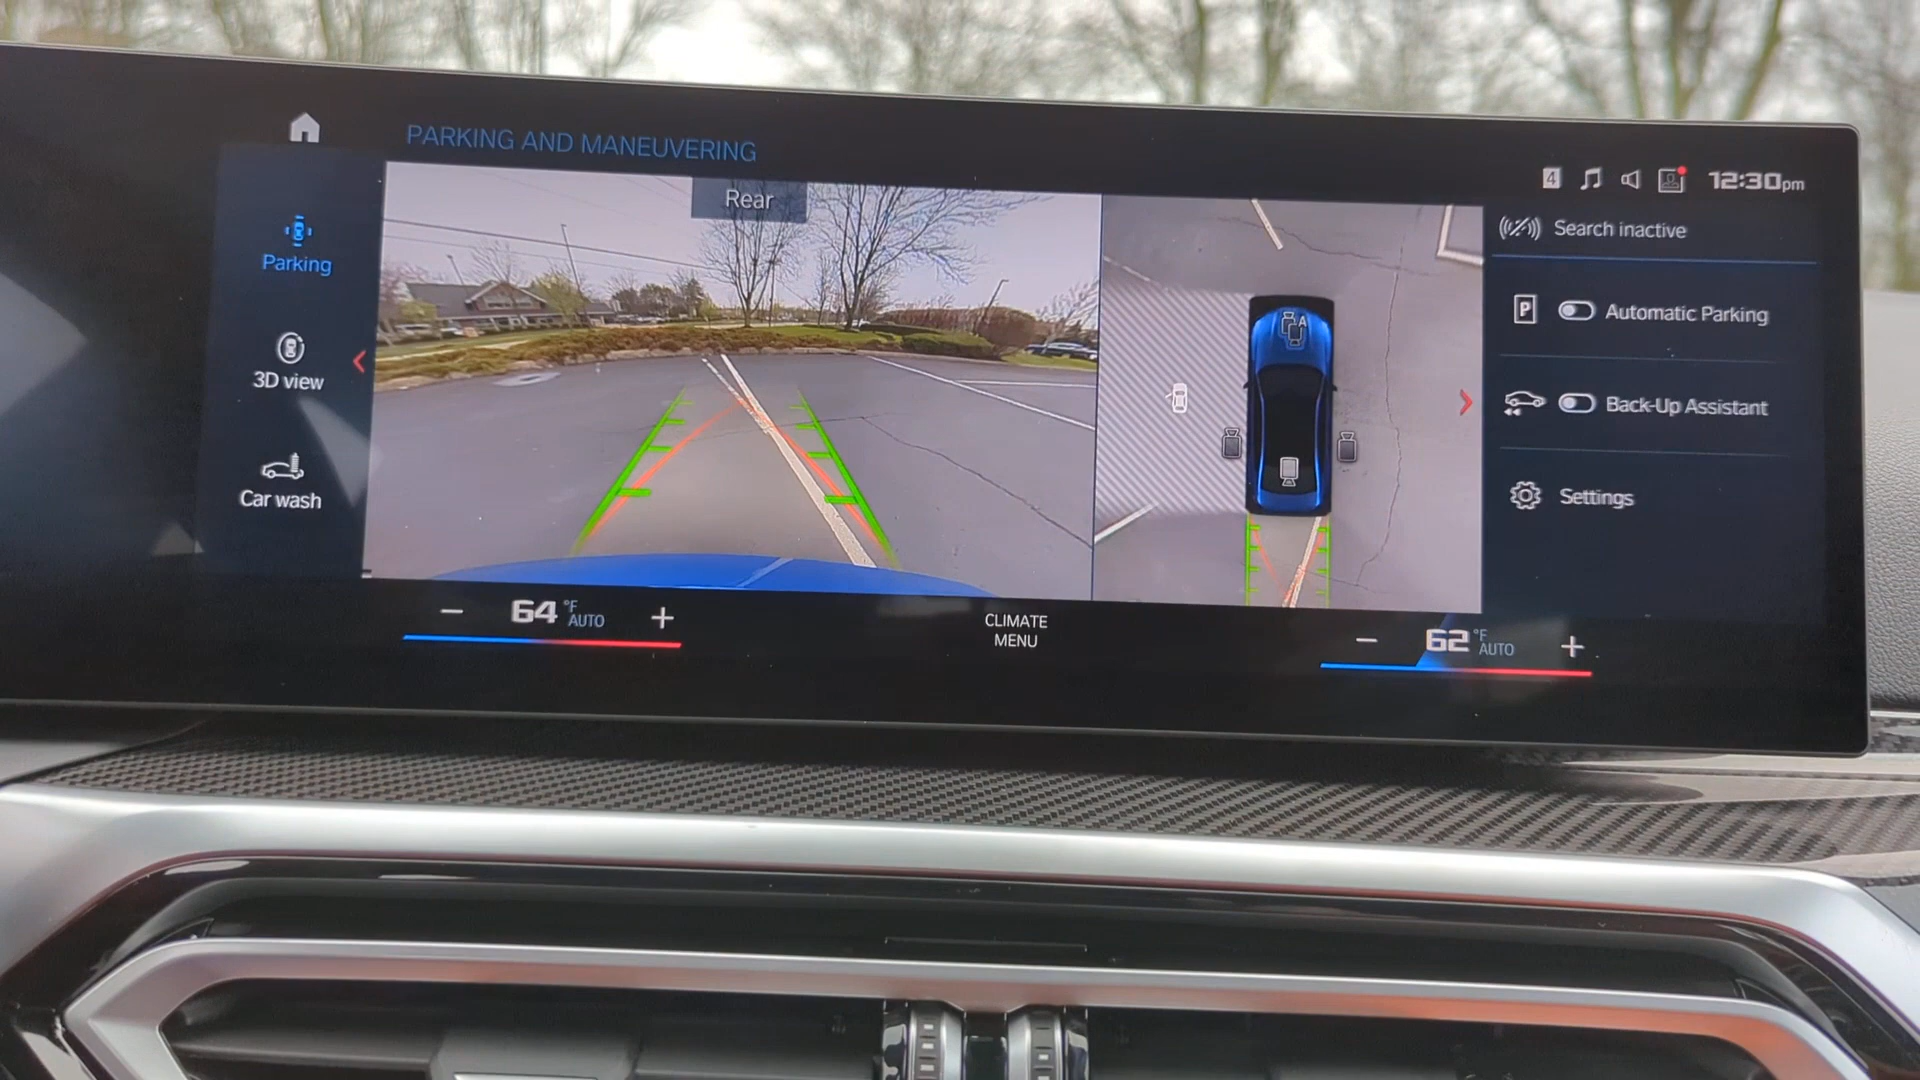 PARKING AND MANEUVERING
4
12:30pm
Parking
3D view
Car wash
Rear
A
Search inactive
P
Automatic Parking
Back-Up Assistant
Settings
− 64 °F AUTO +
CLIMATE
MENU
− 62 °F AUTO +